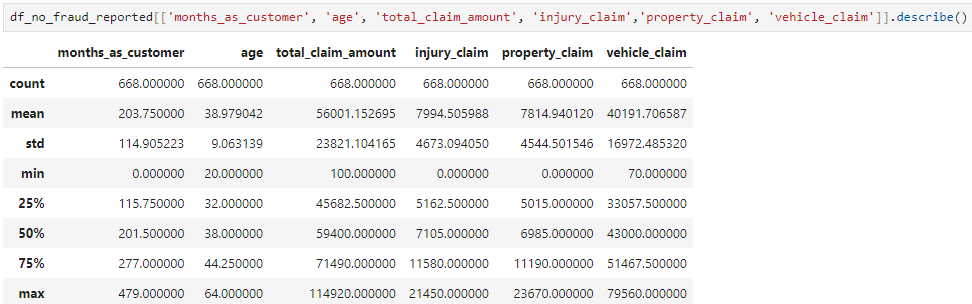 df_no_fraud_reported[['months_as_customer', 'age', 'total_claim_amount', 'injury_claim','property_claim', 'vehicle_claim']].describe()
months_as_customer age total_claim_amount injury_claim property_claim vehicle_claim
count 668.000000 668.000000 668.000000 668.000000 668.000000 668.000000
mean 203.750000 38.979042 56001.152695 7994.505988 7814.940120 40191.706587
std 114.905223 9.063139 23821.104165 4673.094050 4544.501546 16972.485320
min 0.000000 20.000000 100.000000 0.000000 0.000000 70.000000
25% 115.750000 32.000000 45682.500000 5162.500000 5015.000000 33057.500000
50% 201.500000 38.000000 59400.000000 7105.000000 6985.000000 43000.000000
75% 277.000000 44.250000 71490.000000 11580.000000 11190.000000 51467.500000
max 479.000000 64.000000 114920.000000 21450.000000 23670.000000 79560.000000